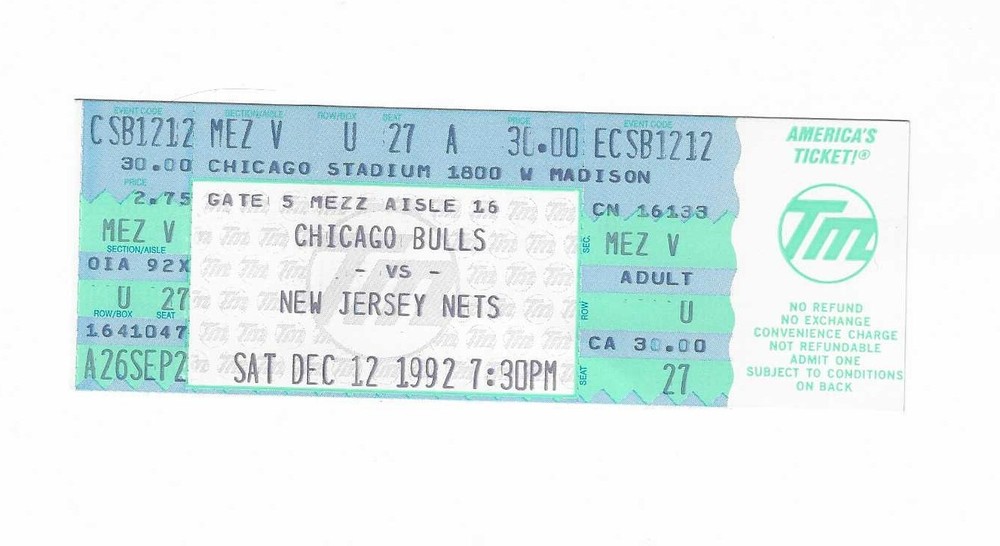 EVENT CODE SECTION/AISLE ROW/BOX SEAT PRICE EVENT CODE
CSB1212 MEZ V U 27 A 30.00 ECSB1212
30.00 CHICAGO STADIUM 1800 W MADISON
PRICE
2.75 GATE 5 MEZZ AISLE 16 CN 16133
MEZ V CHICAGO BULLS SEC. MEZ V
SECTION/AISLE
OIA 92X - VS - ADULT
U 27 NEW JERSEY NETS ROW U
ROW/BOX SEAT
1641047 CA 30.00
A26SEP2 SAT DEC 12 1992 7:30PM SEAT 27
AMERICA'S
TICKET!®
TM
NO REFUND
NO EXCHANGE
CONVENIENCE CHARGE
NOT REFUNDABLE
ADMIT ONE
SUBJECT TO CONDITIONS
ON BACK